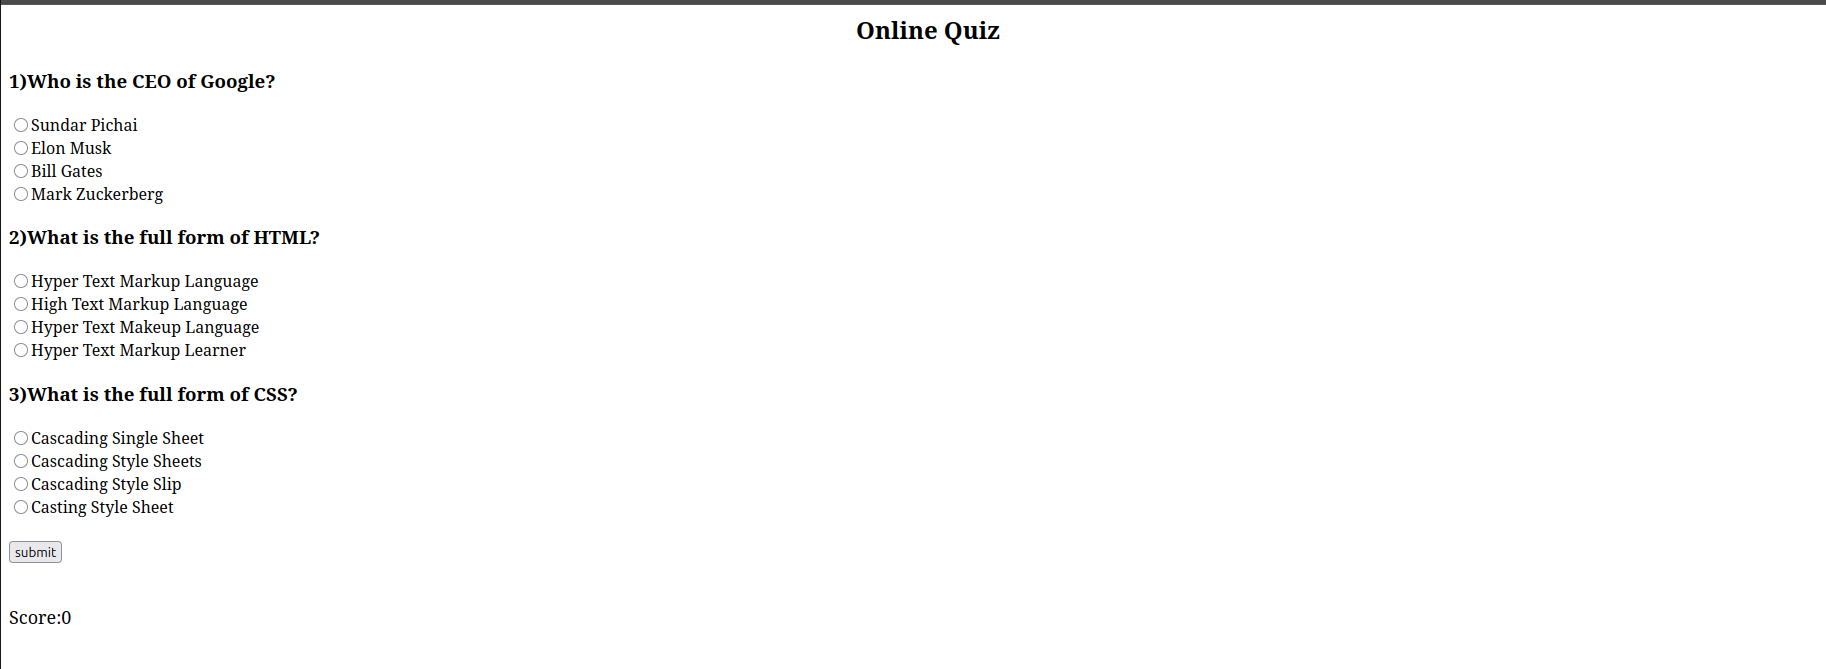 Online Quiz
1)Who is the CEO of Google?
Sundar Pichai
Elon Musk
Bill Gates
Mark Zuckerberg
2)What is the full form of HTML?
Hyper Text Markup Language
High Text Markup Language
Hyper Text Makeup Language
Hyper Text Markup Learner
3)What is the full form of CSS?
Cascading Single Sheet
Cascading Style Sheets
Cascading Style Slip
Casting Style Sheet
submit
Score:0